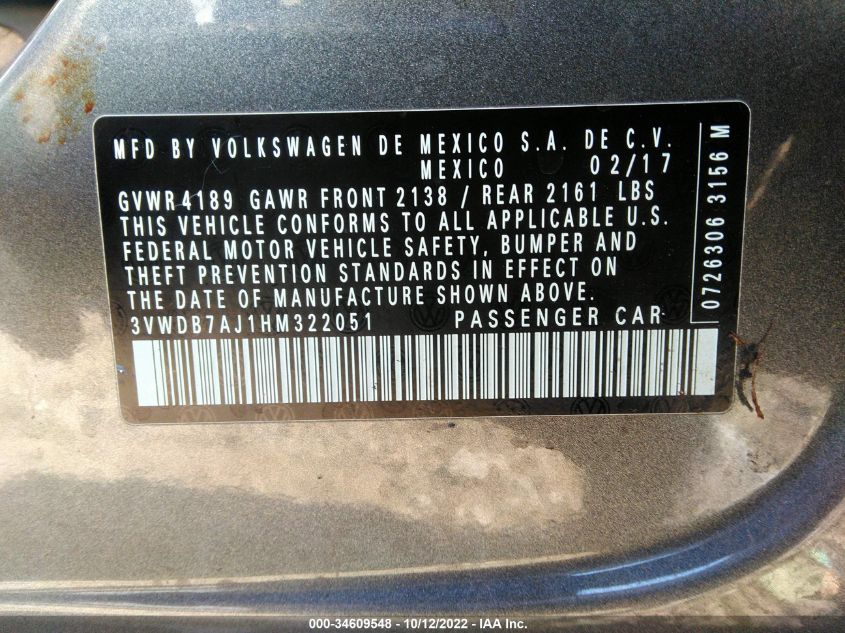 MFD BY VOLKSWAGEN DE MEXICO S.A. DE C.V.
MEXICO 02/17
GVWR4189 GAWR FRONT 2138 / REAR 2161 LBS
THIS VEHICLE CONFORMS TO ALL APPLICABLE U.S.
FEDERAL MOTOR VEHICLE SAFETY, BUMPER AND
THEFT PREVENTION STANDARDS IN EFFECT ON
THE DATE OF MANUFACTURE SHOWN ABOVE.
3VWDB7AJ1HM322051 PASSENGER CAR
0726306 3156 M
000-34609548 - 10/12/2022 - IAA Inc.